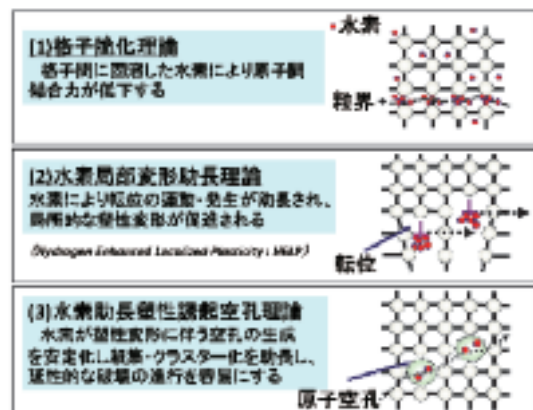 (1)格子脆化理論
格子間に固溶した水素により原子間
結合力が低下する
水素
粒界
(2)水素局部変形助長理論
水素により転位の運動・発生が助長され、
局所的な塑性変形が促進される
(Hydrogen Enhanced Localized Plasticity : HELP)
転位
(3)水素助長塑性誘起空孔理論
水素が塑性変形に伴う空孔の生成
を安定化し凝集・クラスター化を助長し、
延性的な破壊の進行を容易にする
原子空孔